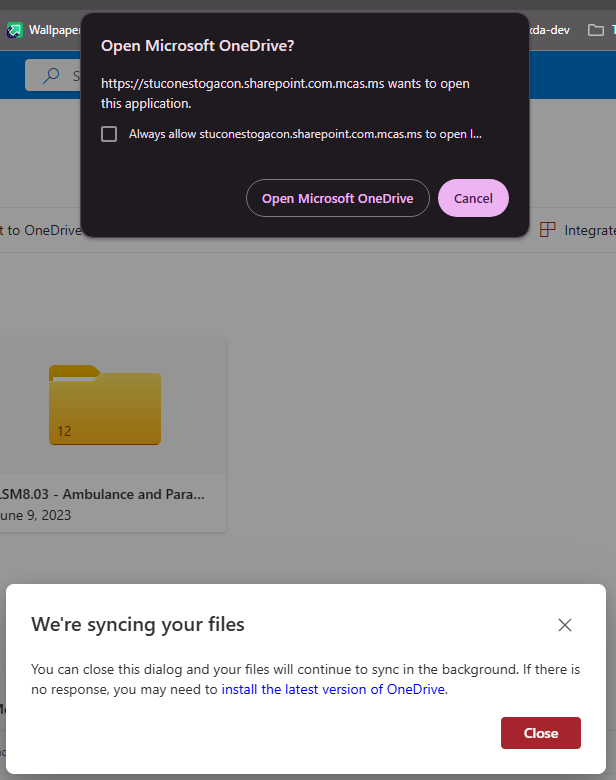 Open Microsoft OneDrive?
https://stuconestogacon.sharepoint.com.mcas.ms wants to open
this application.
Always allow stuconestogacon.sharepoint.com.mcas.ms to open l...
Open Microsoft OneDrive
Cancel
Wallpape
kda-dev
S
t to OneDrive
Integrate
12
LSM8.03 - Ambulance and Para...
une 9, 2023
We're syncing your files
You can close this dialog and your files will continue to sync in the background. If there is
no response, you may need to install the latest version of OneDrive.
Close